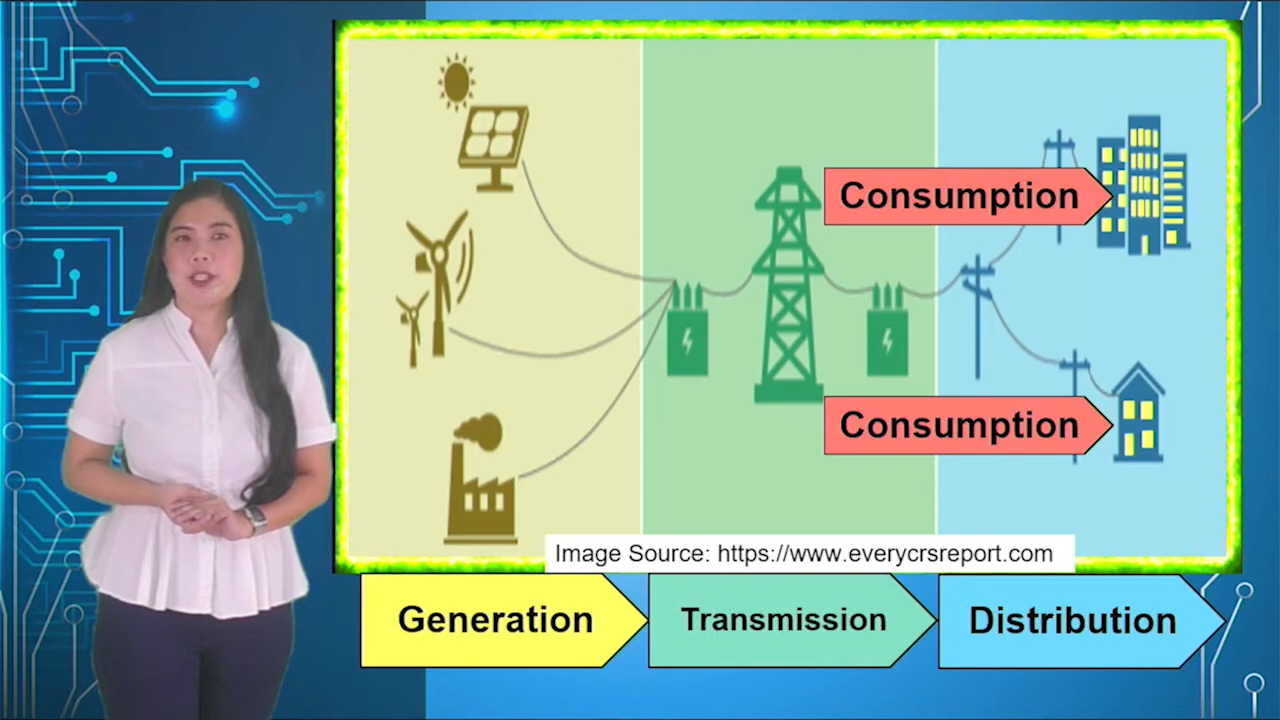 Consumption
Consumption
Image Source: https://www.everycrsreport.com
Generation
Transmission
Distribution